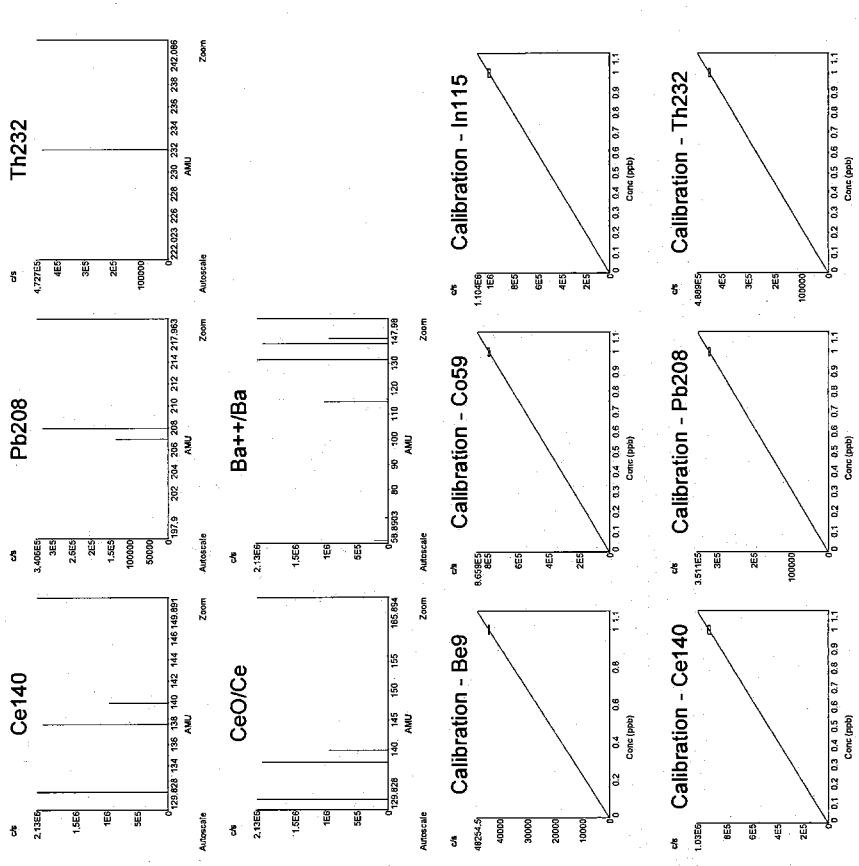 Ce140
c/s
2.13E6
1.5E6
1E6
5E5
0
129.828 134 136 138 140 142 144 146 149.891
AMU
Autoscale
Zoom
Pb208
c/s
3.406E5
3E5
2.5E5
2E5
1.5E5
100000
50000
0
197.9 202 204 206 208 210 212 214 217.963
AMU
Autoscale
Zoom
Th232
c/s
4.727E5
4E5
3E5
2E5
100000
0
222.023 226 228 230 232 234 236 238 242.086
AMU
Autoscale
Zoom
CeO/Ce
c/s
2.13E6
1.5E6
1E6
5E5
0
129.828 140 145 150 155 165.894
AMU
Autoscale
Zoom
Ba++/Ba
c/s
2.13E6
1.5E6
1E6
5E5
0
58.8903 80 90 100 110 120 130 147.98
AMU
Autoscale
Zoom
Calibration - Be9
c/s
48254.5
40000
30000
20000
10000
0
0 0.2 0.4 0.6 0.8 1 1.1
Conc (ppb)
Calibration - Co59
c/s
8.659E5
8E5
6E5
4E5
2E5
0
0 0.1 0.2 0.3 0.4 0.5 0.6 0.7 0.8 0.9 1 1.1
Conc (ppb)
Calibration - In115
c/s
1.104E6
1E6
8E5
6E5
4E5
2E5
0
0 0.1 0.2 0.3 0.4 0.5 0.6 0.7 0.8 0.9 1 1.1
Conc (ppb)
Calibration - Ce140
c/s
1.03E6
8E5
6E5
4E5
2E5
0
0 0.1 0.2 0.3 0.4 0.5 0.6 0.7 0.8 0.9 1 1.1
Conc (ppb)
Calibration - Pb208
c/s
3.511E5
3E5
2E5
100000
0
0 0.1 0.2 0.3 0.4 0.5 0.6 0.7 0.8 0.9 1 1.1
Conc (ppb)
Calibration - Th232
c/s
4.889E5
4E5
3E5
2E5
100000
0
0 0.1 0.2 0.3 0.4 0.5 0.6 0.7 0.8 0.9 1 1.1
Conc (ppb)